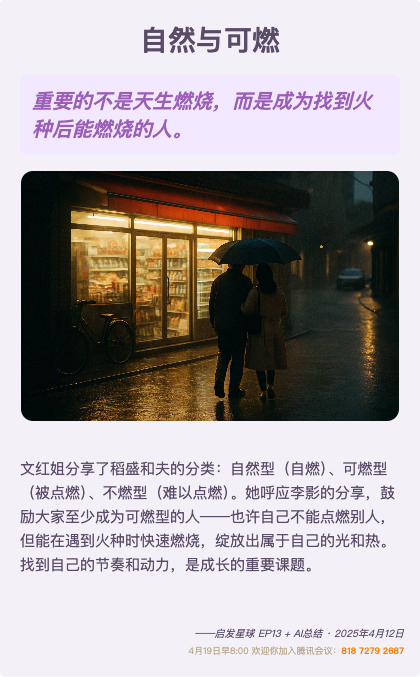 自然与可燃
重要的不是天生燃烧，而是成为找到火
种后能燃烧的人。
文红姐分享了稻盛和夫的分类：自然型（自燃）、可燃型
（被点燃）、不燃型（难以点燃）。她呼应李影的分享，鼓
励大家至少成为可燃型的人——也许自己不能点燃别人，
但能在遇到火种时快速燃烧，绽放出属于自己的光和热。
找到自己的节奏和动力，是成长的重要课题。
——启发星球 EP13 + AI总结 · 2025年4月12日
4月19日早8:00 欢迎你加入腾讯会议：818 7279 2687